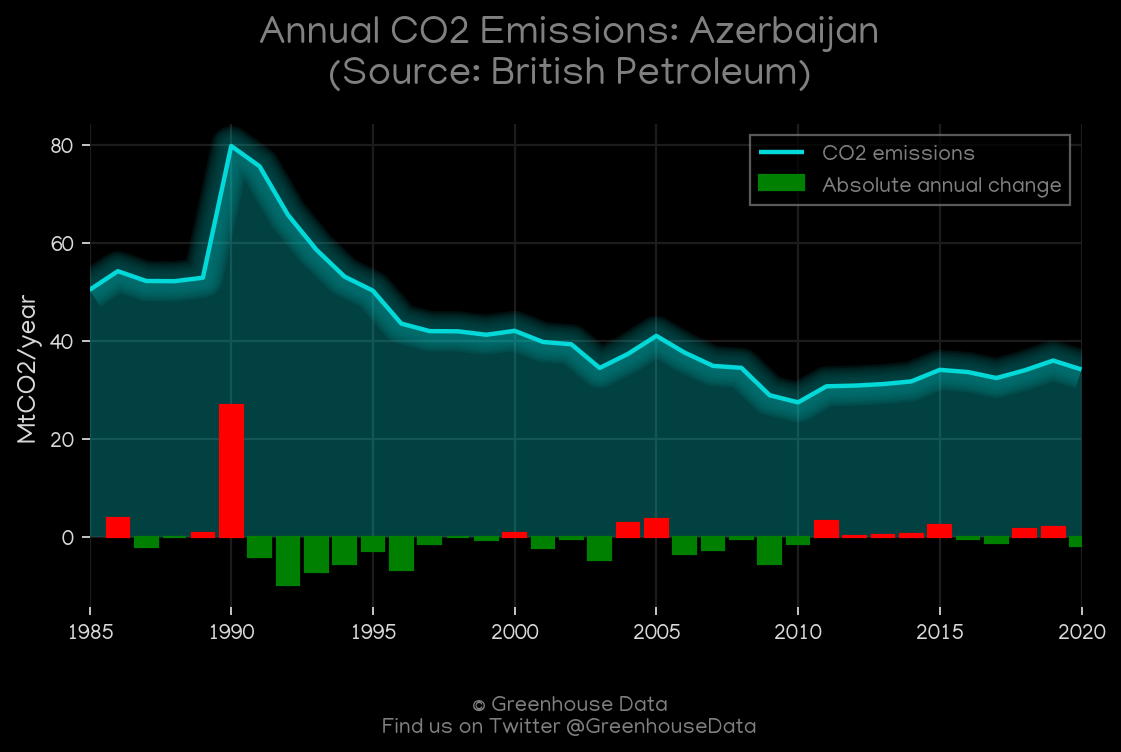 Annual CO2 Emissions: Azerbaijan
(Source: British Petroleum)
CO2 emissions
Absolute annual change
MtCO2/year
80
60
40
20
0
1985 1990 1995 2000 2005 2010 2015 2020
© Greenhouse Data
Find us on Twitter @GreenhouseData